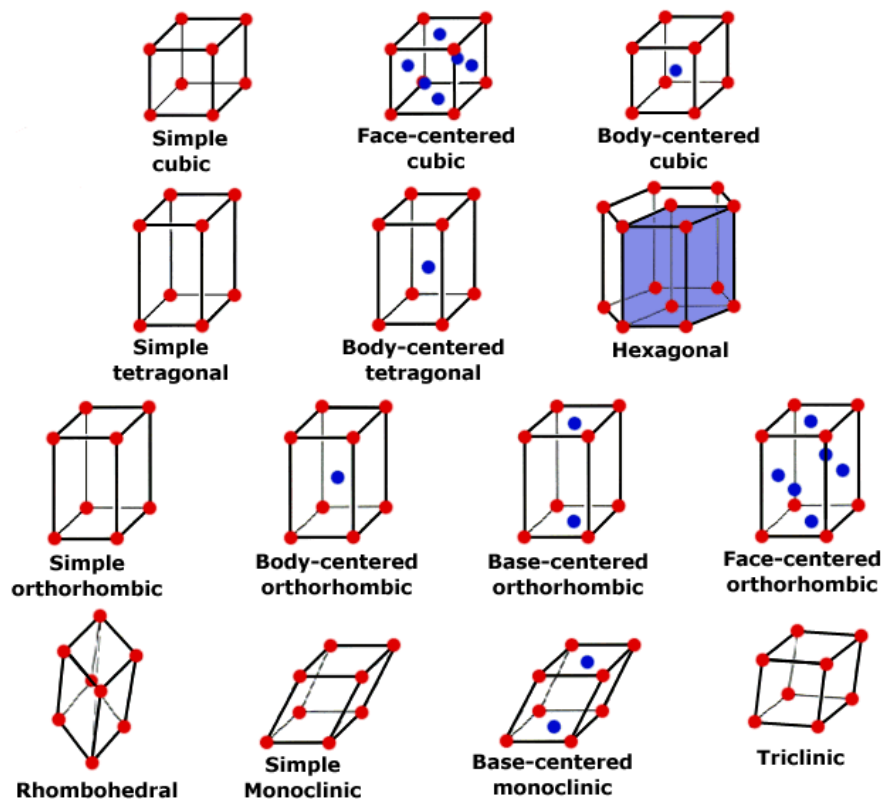 Simple
cubic
Face-centered
cubic
Body-centered
cubic
Simple
tetragonal
Body-centered
tetragonal
Hexagonal
Simple
orthorhombic
Body-centered
orthorhombic
Base-centered
orthorhombic
Face-centered
orthorhombic
Rhombohedral
Simple
Monoclinic
Base-centered
monoclinic
Triclinic